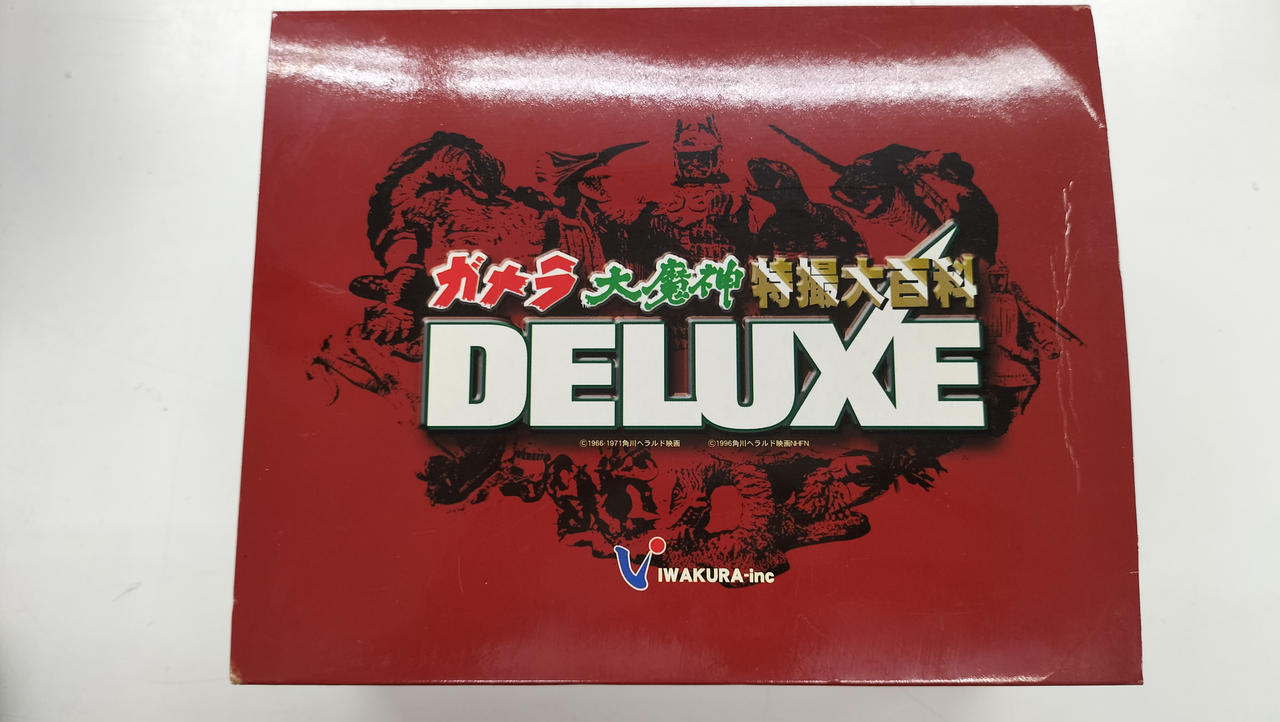 ガメラ 大魔神 特撮大百科
DELUXE
©1966-1971角川ヘラルド映画 ©1996角川ヘラルド映画NHFN
IWAKURA-inc